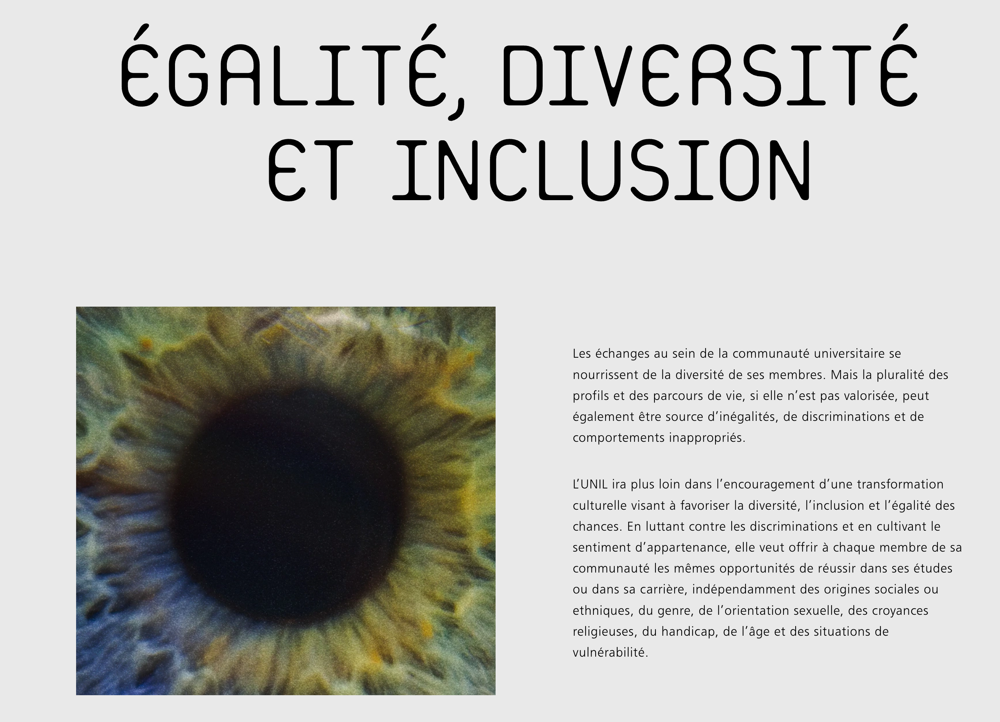 ÉGALITÉ, DIVERSITÉ
ET INCLUSION
Les échanges au sein de la communauté universitaire se
nourrissent de la diversité de ses membres. Mais la pluralité des
profils et des parcours de vie, si elle n’est pas valorisée, peut
également être source d’inégalités, de discriminations et de
comportements inappropriés.
L’UNIL ira plus loin dans l’encouragement d’une transformation
culturelle visant à favoriser la diversité, l’inclusion et l’égalité des
chances. En luttant contre les discriminations et en cultivant le
sentiment d’appartenance, elle veut offrir à chaque membre de sa
communauté les mêmes opportunités de réussir dans ses études
ou dans sa carrière, indépendamment des origines sociales ou
ethniques, du genre, de l’orientation sexuelle, des croyances
religieuses, du handicap, de l’âge et des situations de
vulnérabilité.